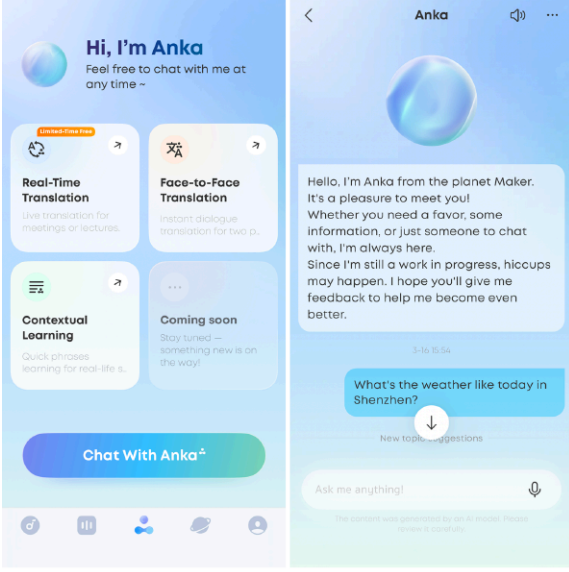 Hi, I'm Anka
Feel free to chat with me at
any time ~
Limited-Time Free
Real-Time
Translation
Live translation for
meetings or lectures.
Face-to-Face
Translation
Instant dialogue
translation for two p..
Contextual
Learning
Quick phrases
learning for real-life s..
Coming soon
Stay tuned —
something new is on
the way!
Chat With Anka
Anka
Hello, I'm Anka from the planet Maker.
It's a pleasure to meet you!
Whether you need a favor, some
information, or just someone to chat
with, I'm always here.
Since I'm still a work in progress, hiccups
may happen. I hope you'll give me
feedback to help me become even
better.
3-16 15:54
What's the weather like today in
Shenzhen?
New topic suggestions
Ask me anything!
The content was generated by an AI model. Please
review it carefully.